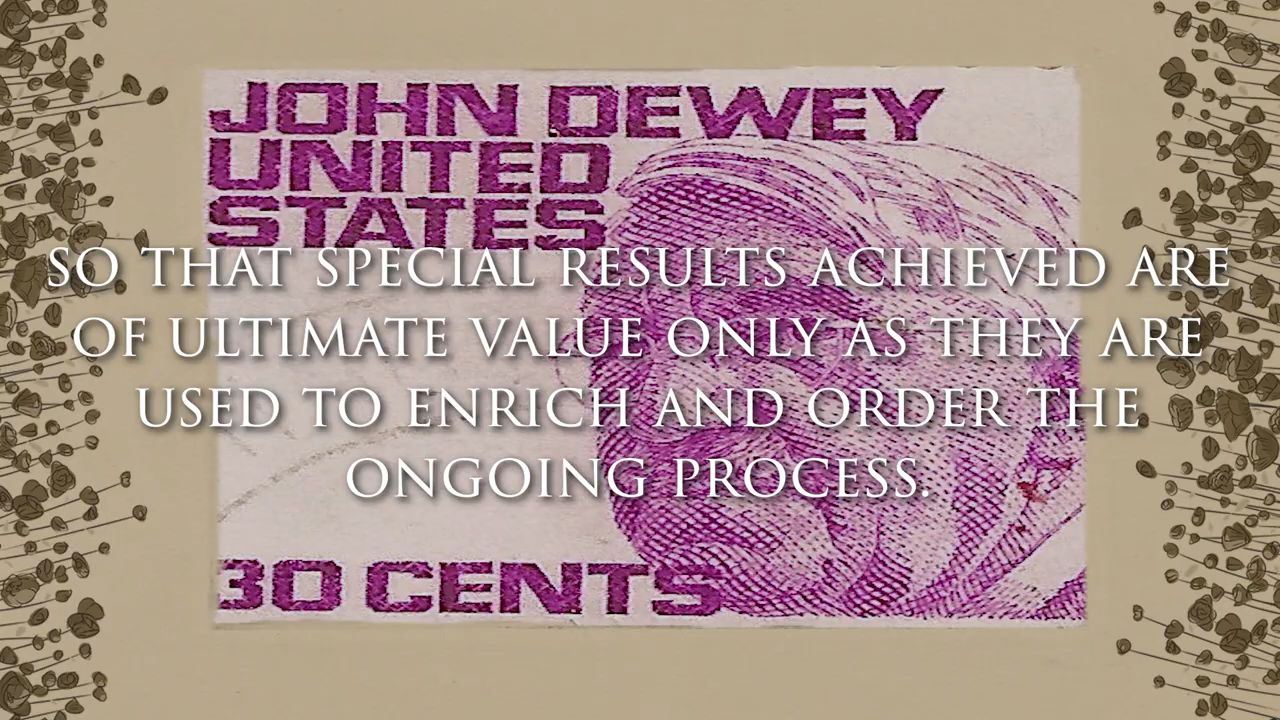 JOHN DEWEY
UNITED
STATES
SO THAT SPECIAL RESULTS ACHIEVED ARE
OF ULTIMATE VALUE ONLY AS THEY ARE
USED TO ENRICH AND ORDER THE
ONGOING PROCESS.
30 CENTS